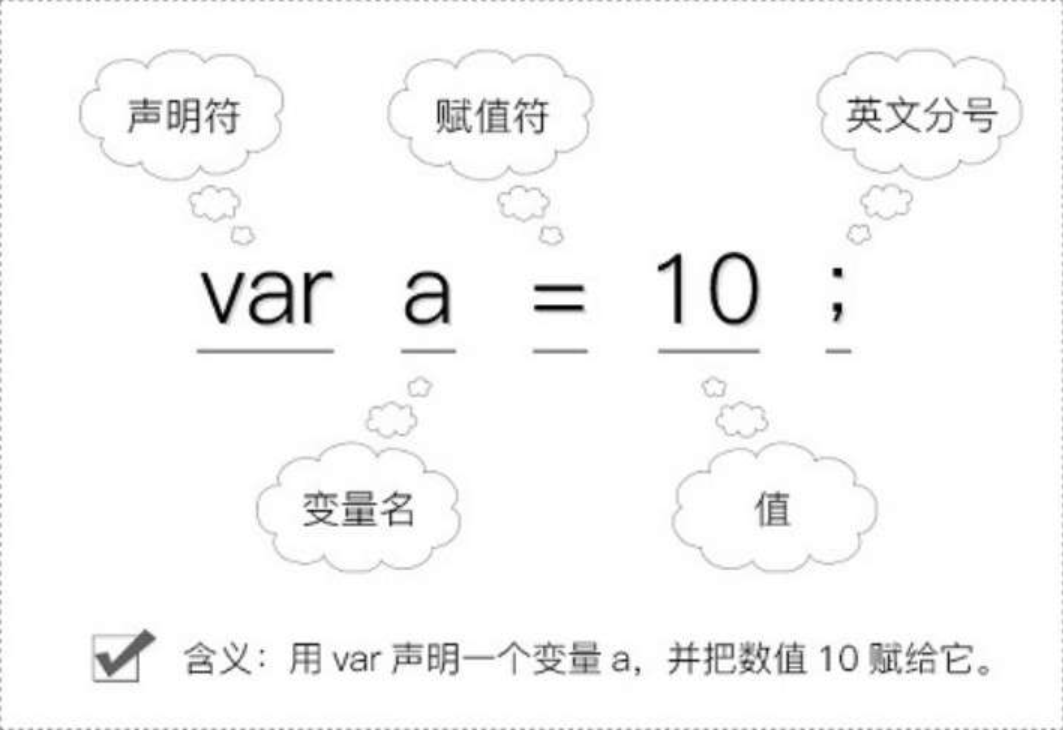 声明符
赋值符
英文分号
var a = 10 ;
变量名
值
含义：用 var 声明一个变量 a，并把数值 10 赋给它。